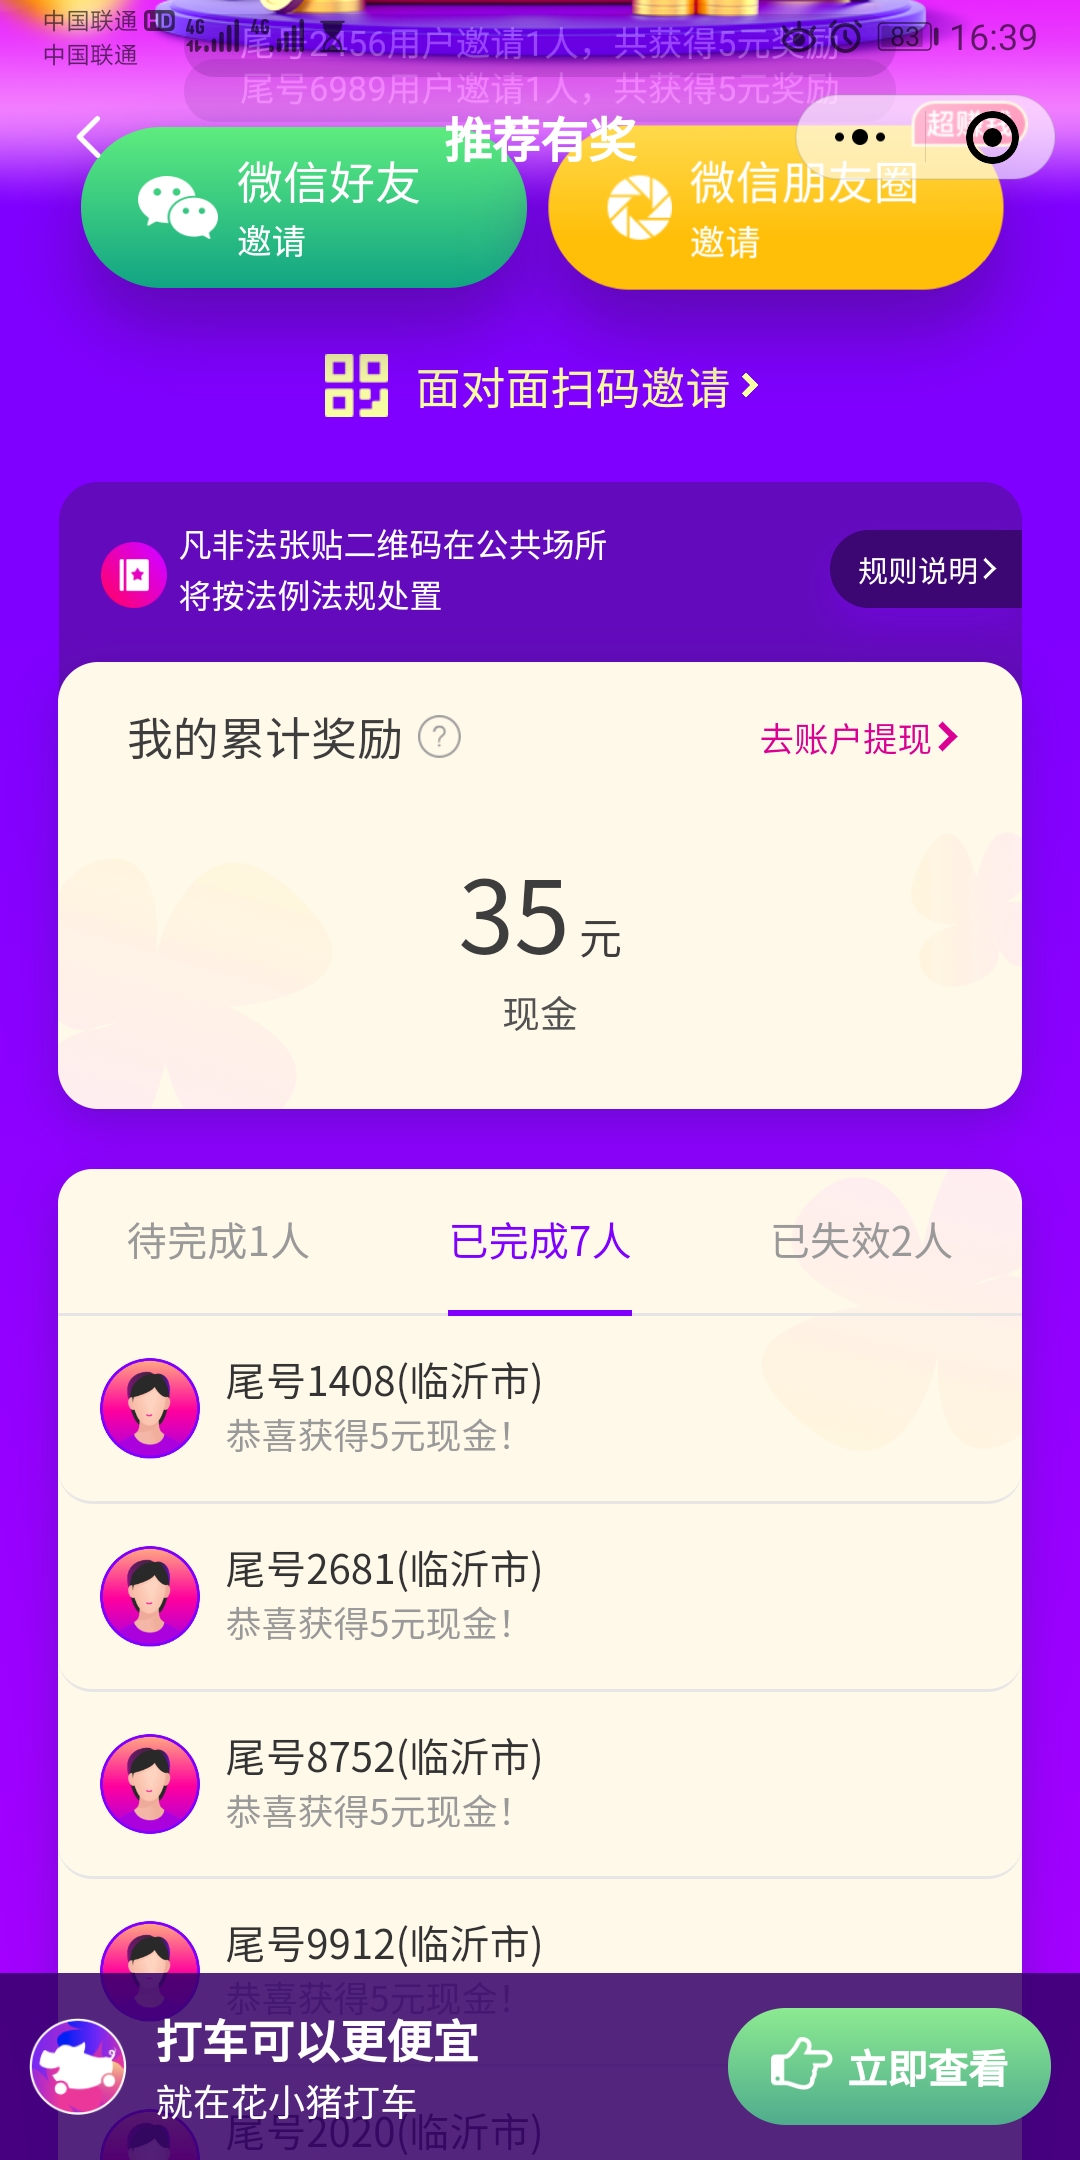 中国联通 HD
中国联通
4G
4G
83
16:39
尾号2456用户邀请1人，共获得5元奖励
尾号6989用户邀请1人，共获得5元奖励
推荐有奖
微信好友
邀请
微信朋友圈
邀请
面对面扫码邀请
凡非法张贴二维码在公共场所
将按法例法规处置
规则说明
我的累计奖励 ?
去账户提现
35元
现金
待完成1人
已完成7人
已失效2人
尾号1408(临沂市)
恭喜获得5元现金！
尾号2681(临沂市)
恭喜获得5元现金！
尾号8752(临沂市)
恭喜获得5元现金！
尾号9912(临沂市)
恭喜获得5元现金！
打车可以更便宜
就在花小猪打车
立即查看
尾号2020(临沂市)